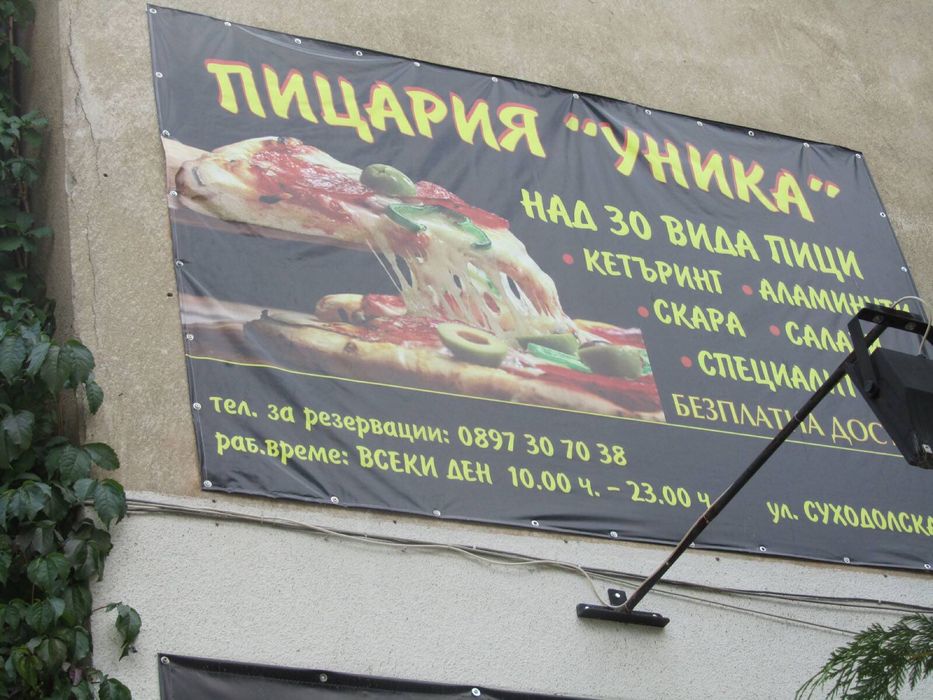 ПИЦАРИЯ "УНИКА"
НАД 30 ВИДА ПИЦИ
• КЕТЪРИНГ • АЛАМИНУТИ
• СКАРА
• 
БЕЗПЛАТНА
тел. за резервации: 0897 30 70 38
раб.време: ВСЕКИ ДЕН 10.00 ч. - 23.00 ч
ул. СУХОДОЛСКА